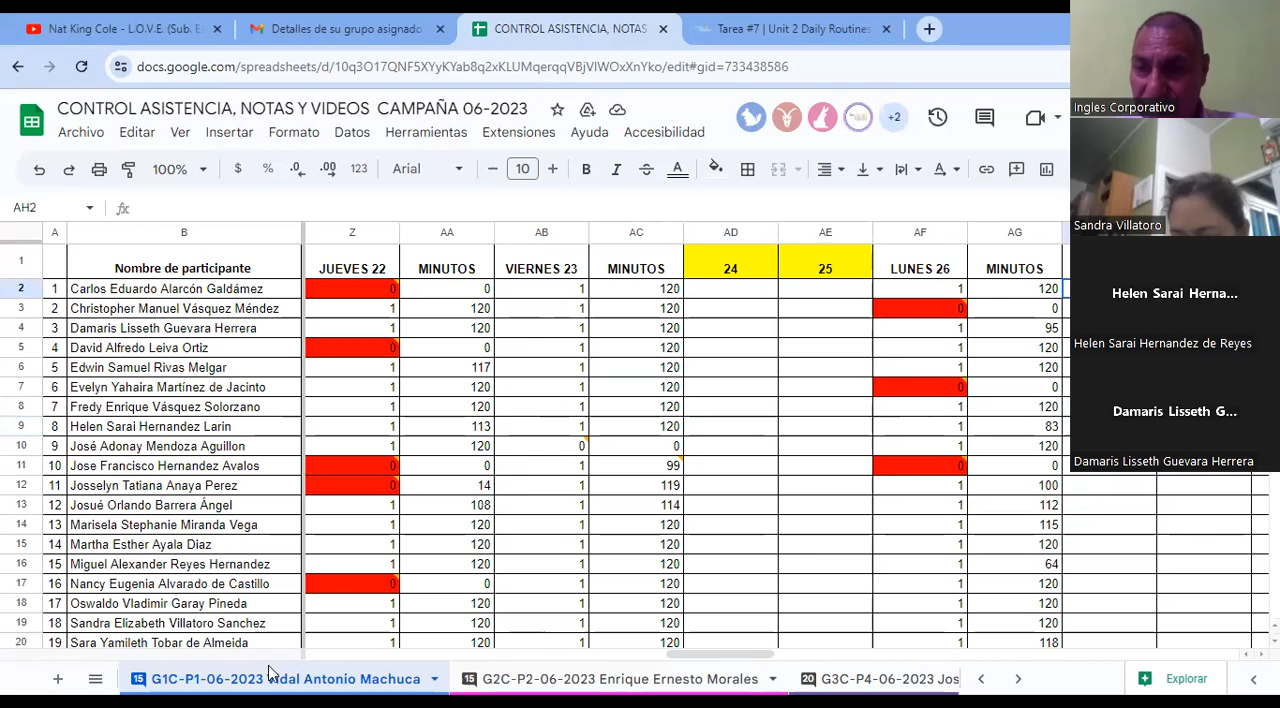 Nat King Cole - L.O.V.E. (Sub. E
Detalles de su grupo asignado
CONTROL ASISTENCIA, NOTAS
Tarea #7 | Unit 2 Daily Routines
docs.google.com/spreadsheets/d/10q3O17QNF5XYyKYab8q2xKLUMqerqqVBjVIWOxXnYko/edit#gid=733438586
CONTROL ASISTENCIA, NOTAS Y VIDEOS CAMPAÑA 06-2023
+2
Archivo Editar Ver Insertar Formato Datos Herramientas Extensiones Ayuda Accesibilidad
100% $ % .0 .00 123 Arial 10 B I A
AH2 fx
A B Z AA AB AC AD AE AF AG
1 Nombre de participante JUEVES 22 MINUTOS VIERNES 23 MINUTOS 24 25 LUNES 26 MINUTOS
2 1 Carlos Eduardo Alarcón Galdámez 0 0 1 120 1 120
3 2 Christopher Manuel Vásquez Méndez 1 120 1 120 0 0
4 3 Damaris Lisseth Guevara Herrera 1 120 1 120 1 95
5 4 David Alfredo Leiva Ortiz 0 0 1 120 1 120
6 5 Edwin Samuel Rivas Melgar 1 117 1 120 1 120
7 6 Evelyn Yahaira Martínez de Jacinto 1 120 1 120 0 0
8 7 Fredy Enrique Vásquez Solorzano 1 120 1 120 1 120
9 8 Helen Sarai Hernandez Larin 1 113 1 120 1 83
10 9 José Adonay Mendoza Aguillon 1 120 0 0 1 120
11 10 Jose Francisco Hernandez Avalos 0 0 1 99 0 0
12 11 Josselyn Tatiana Anaya Perez 0 14 1 119 1 100
13 12 Josué Orlando Barrera Ángel 1 108 1 114 1 112
14 13 Marisela Stephanie Miranda Vega 1 120 1 120 1 115
15 14 Martha Esther Ayala Diaz 1 120 1 120 1 120
16 15 Miguel Alexander Reyes Hernandez 1 120 1 120 1 64
17 16 Nancy Eugenia Alvarado de Castillo 0 0 1 120 1 120
18 17 Oswaldo Vladimir Garay Pineda 1 120 1 120 1 120
19 18 Sandra Elizabeth Villatoro Sanchez 1 120 1 120 1 120
20 19 Sara Yamileth Tobar de Almeida 1 120 1 120 1 118
15 G1C-P1-06-2023 Vidal Antonio Machuca
15 G2C-P2-06-2023 Enrique Ernesto Morales
20 G3C-P4-06-2023 Jos
Explorar
Ingles Corporativo
Sandra Villatoro
Helen Sarai Herna...
Helen Sarai Hernandez de Reyes
Damaris Lisseth G...
Damaris Lisseth Guevara Herrera